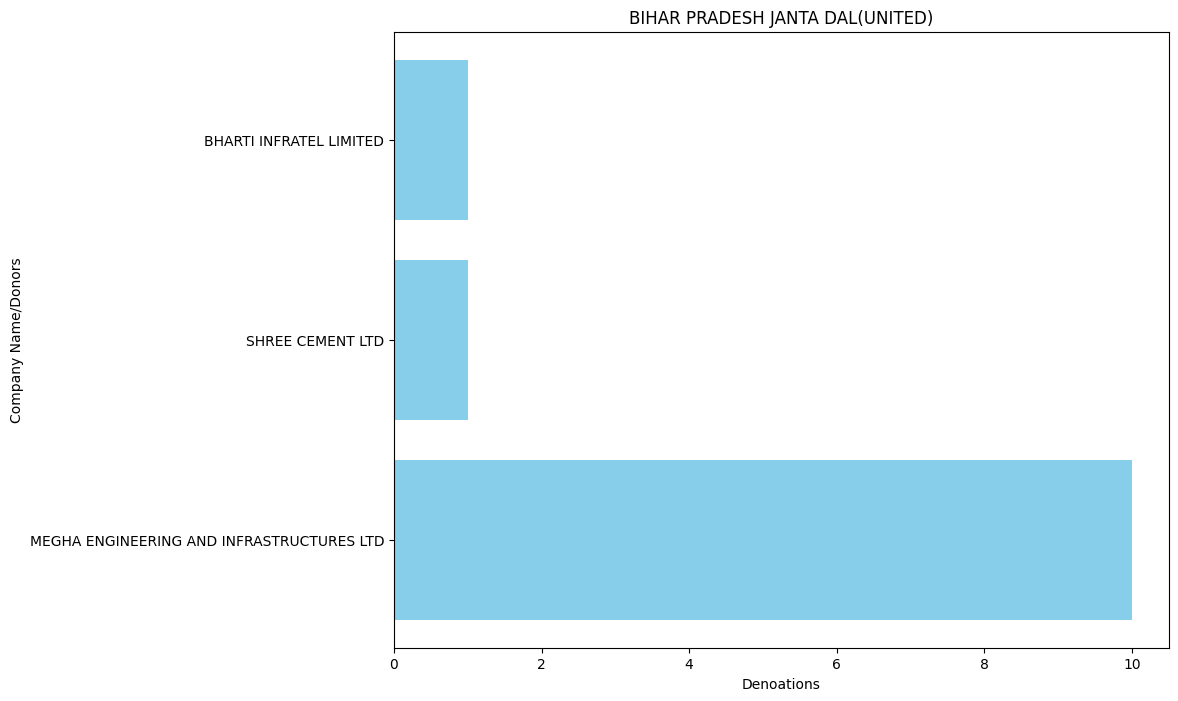 BIHAR PRADESH JANTA DAL(UNITED)
Company Name/Donors
BHARTI INFRATEL LIMITED
SHREE CEMENT LTD
MEGHA ENGINEERING AND INFRASTRUCTURES LTD
0 2 4 6 8 10
Denoations